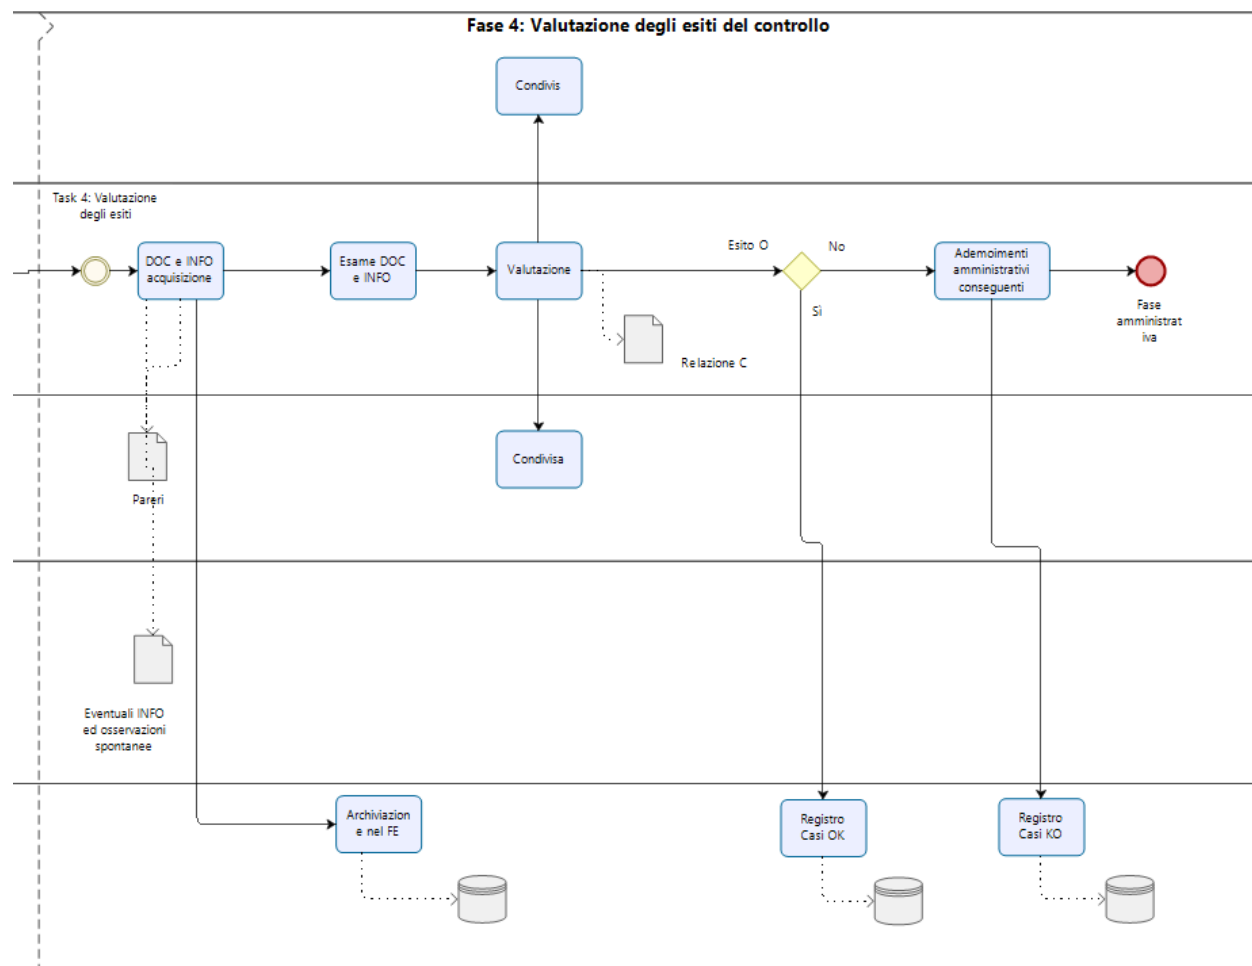 Fase 4: Valutazione degli esiti del controllo
Condivis
Task 4: Valutazione
degli esiti
DOC e INFO
acquisizione
Esame DOC
e INFO
Valutazione
Esito O
No
Sì
Ademoimenti
amministrativi
conseguenti
Fase
amministrat
iva
Relazione C
Condivisa
Pareri
Eventuali INFO
ed osservazioni
spontanee
Archiviazion
e nel FE
Registro
Casi OK
Registro
Casi KO